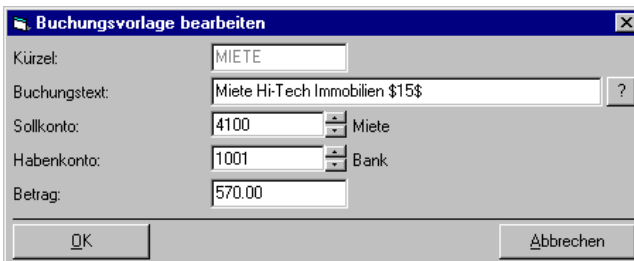 Buchungsvorlage bearbeiten
Kürzel: MIETE
Buchungstext: Miete Hi-Tech Immobilien $15$ ?
Sollkonto: 4100 Miete
Habenkonto: 1001 Bank
Betrag: 570.00
OK Abbrechen